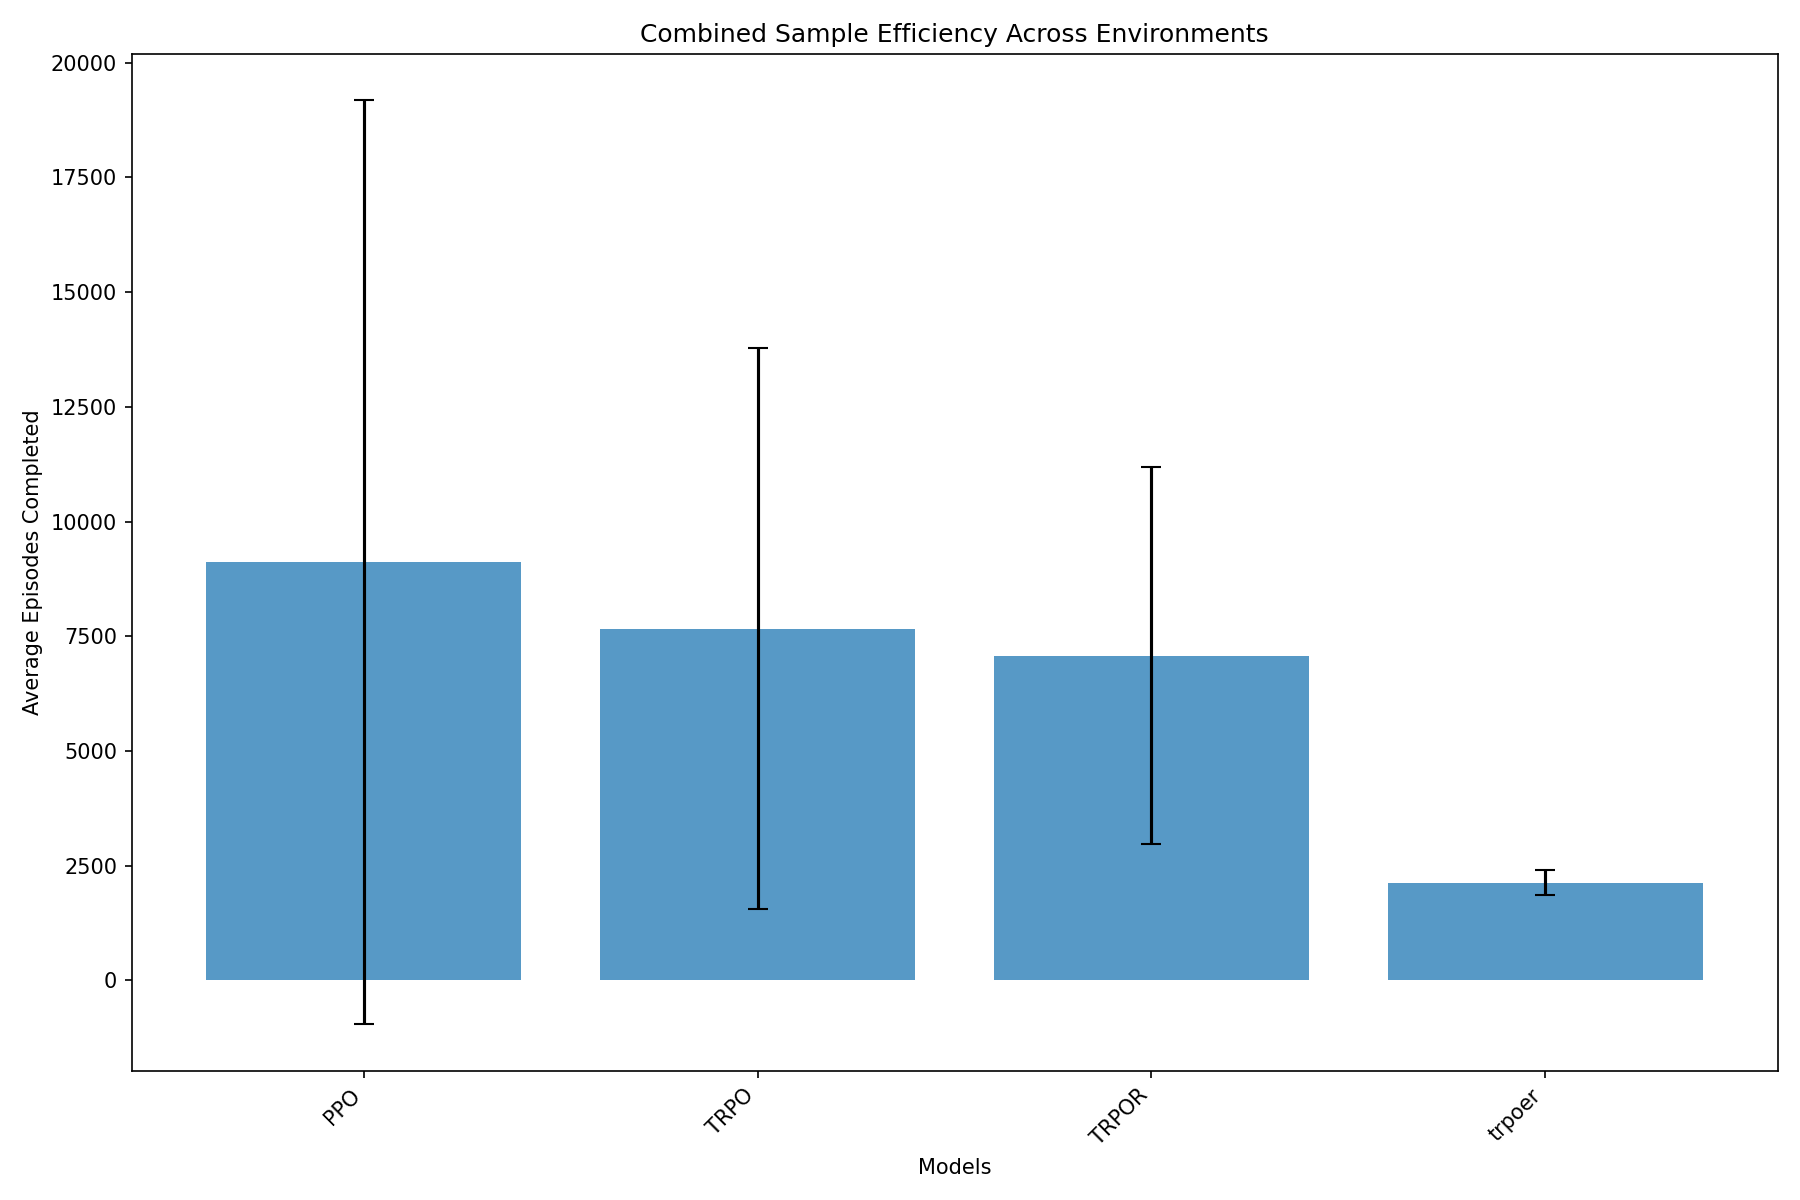 Combined Sample Efficiency Across Environments
Average Episodes Completed
20000
17500
15000
12500
10000
7500
5000
2500
0
PPO
TRPO
TRPOR
trpoer
Models